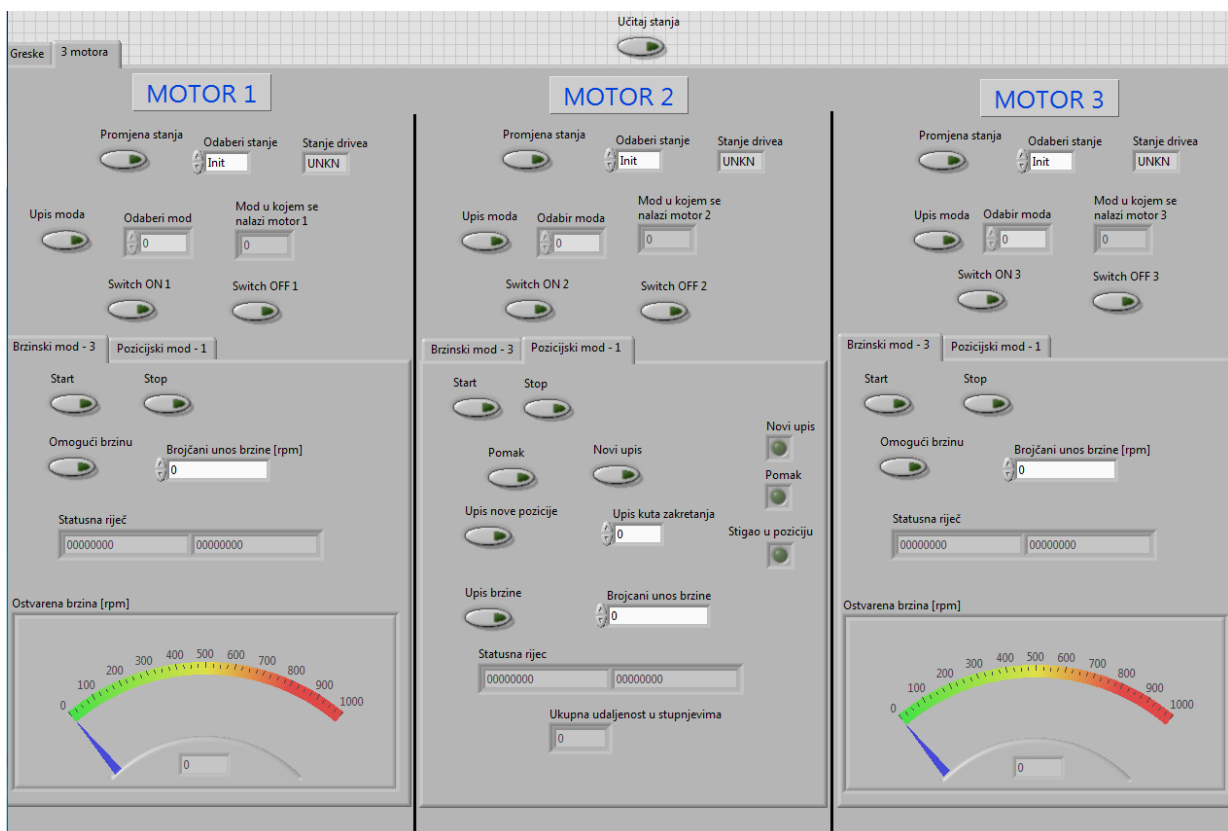 Učitaj stanja
Greske
3 motora
MOTOR 1
Promjena stanja
Odaberi stanje
Stanje drivea
Init
UNKN
Upis moda
Odaberi mod
Mod u kojem se
nalazi motor 1
0
0
Switch ON 1
Switch OFF 1
Brzinski mod - 3
Pozicijski mod - 1
Start
Stop
Omogući brzinu
Brojčani unos brzine [rpm]
0
Statusna riječ
00000000
00000000
Ostvarena brzina [rpm]
0
100
200
300
400
500
600
700
800
900
1000
0
MOTOR 2
Promjena stanja
Odaberi stanje
Stanje drivea
Init
UNKN
Upis moda
Odabir moda
Mod u kojem se
nalazi motor 2
0
0
Switch ON 2
Switch OFF 2
Brzinski mod - 3
Pozicijski mod - 1
Start
Stop
Novi upis
Pomak
Novi upis
Pomak
Upis nove pozicije
Upis kuta zakretanja
0
Stigao u poziciju
Upis brzine
Brojcani unos brzine
0
Statusna rijec
00000000
00000000
Ukupna udaljenost u stupnjevima
0
MOTOR 3
Promjena stanja
Odaberi stanje
Stanje drivea
Init
UNKN
Upis moda
Odabir moda
Mod u kojem se
nalazi motor 3
0
0
Switch ON 3
Switch OFF 3
Brzinski mod - 3
Pozicijski mod - 1
Start
Stop
Omogući brzinu
Brojčani unos brzine [rpm]
0
Statusna riječ
00000000
00000000
Ostvarena brzina [rpm]
0
100
200
300
400
500
600
700
800
900
1000
0